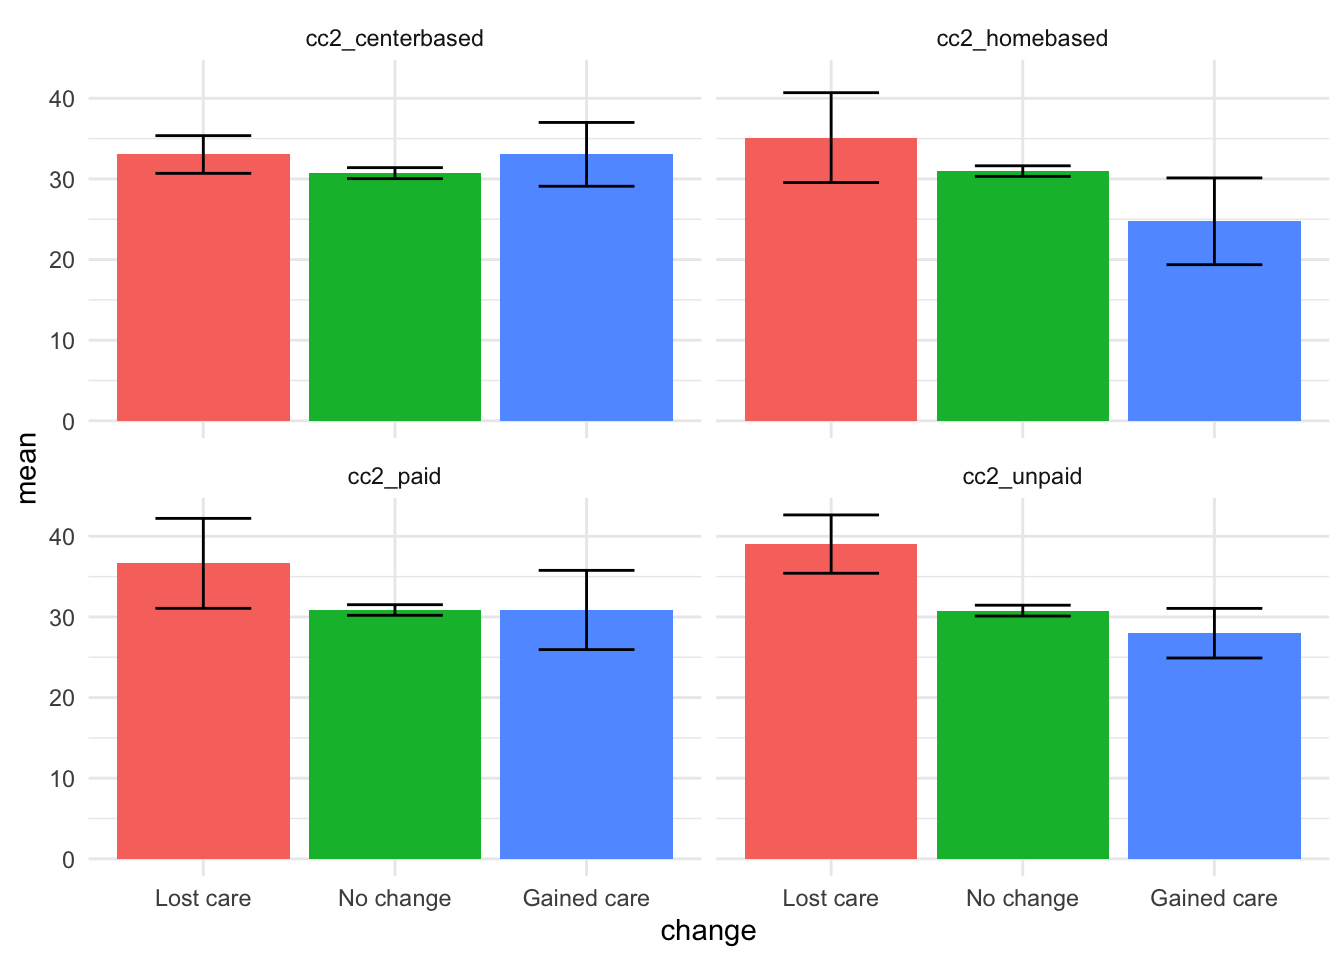 cc2_centerbased
cc2_homebased
40
30
20
10
0
cc2_paid
cc2_unpaid
40
30
20
10
0
mean
Lost care No change Gained care
Lost care No change Gained care
change